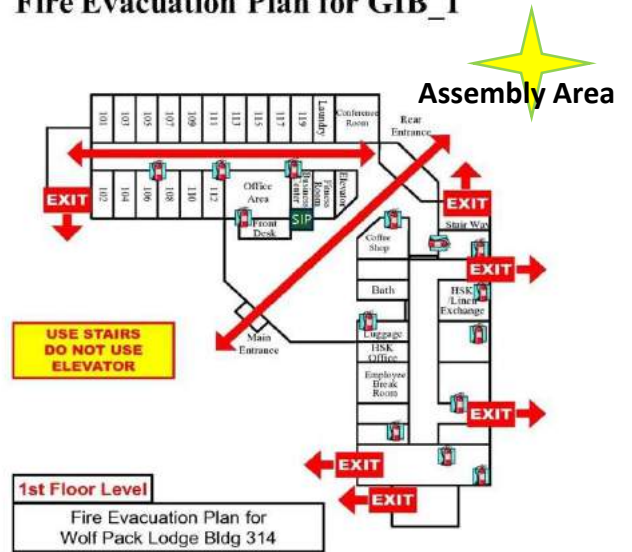 Fire Evacuation Plan for GIB_1
Assembly Area
101
103
105
107
109
111
113
115
117
119
Laundry
Conference
Room
Rear
Entrance
EXIT
102
104
106
108
110
112
Office
Area
Front
Desk
Business
Center
Fitness
Room
Elevator
SIP
EXIT
Stair Way
Coffee
Shop
EXIT
Bath
HSK
/Linen
Exchange
Main
Entrance
Luggage
HSK
Office
Employee
Break
Room
EXIT
USE STAIRS
DO NOT USE
ELEVATOR
EXIT
EXIT
1st Floor Level
Fire Evacuation Plan for
Wolf Pack Lodge Bldg 314